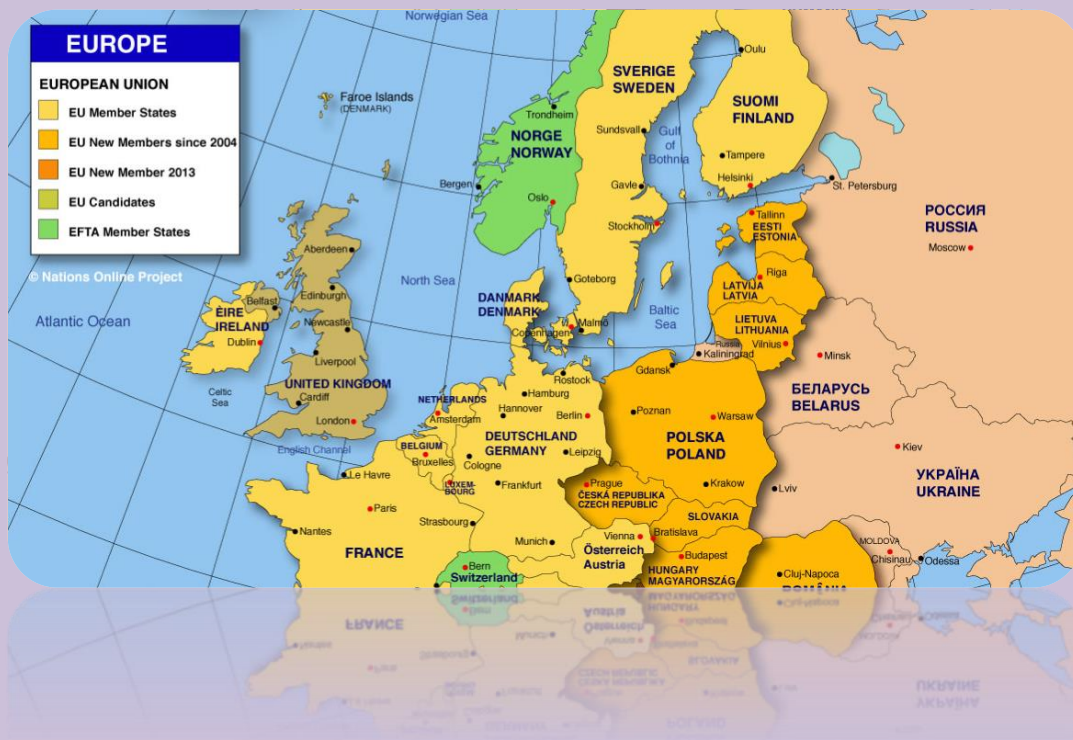 EUROPE
EUROPEAN UNION
EU Member States
EU New Members since 2004
EU New Member 2013
EU Candidates
EFTA Member States
© Nations Online Project
Norwegian Sea
Faroe Islands
(DENMARK)
Atlantic Ocean
North Sea
Celtic
Sea
English Channel
Gulf
of
Bothnia
Baltic
Sea
NORGE
NORWAY
Trondheim
Bergen
Oslo
SVERIGE
SWEDEN
Sundsvall
Gavle
Stockholm
Goteborg
Malmö
SUOMI
FINLAND
Oulu
Tampere
Helsinki
St. Petersburg
РОССИЯ
RUSSIA
Moscow
Tallinn
EESTI
ESTONIA
Riga
LATVIJA
LATVIA
LIETUVA
LITHUANIA
Vilnius
Russia
Kaliningrad
Minsk
БЕЛАРУСЬ
BELARUS
Kiev
УКРАЇНА
UKRAINE
Lviv
MOLDOVA
Chisinau
Odessa
Aberdeen
Edinburgh
Belfast
Newcastle
Liverpool
UNITED KINGDOM
Cardiff
London
ÈIRE
IRELAND
Dublin
DANMARK
DENMARK
Copenhagen
NETHERLANDS
Amsterdam
BELGIUM
Bruxelles
LUXEM-
BOURG
Rostock
Hamburg
Hannover
Berlin
DEUTSCHLAND
GERMANY
Leipzig
Cologne
Frankfurt
Munich
Gdansk
Poznan
Warsaw
POLSKA
POLAND
Krakow
Prague
ČESKÁ REPUBLIKA
CZECH REPUBLIC
SLOVAKIA
Bratislava
Vienna
Österreich
Austria
Budapest
HUNGARY
MAGYARORSZÁG
Cluj-Napoca
Le Havre
Paris
Nantes
Strasbourg
FRANCE
Bern
Switzerland